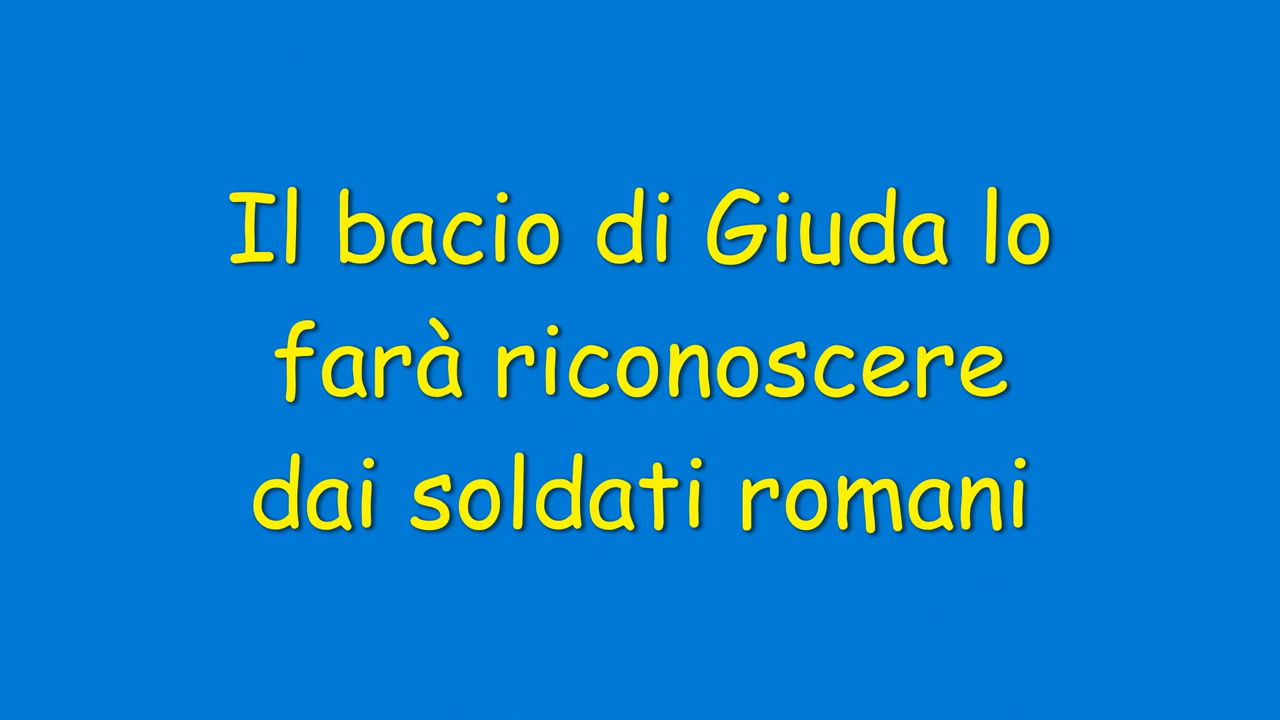 Il bacio di Giuda lo
farà riconoscere
dai soldati romani